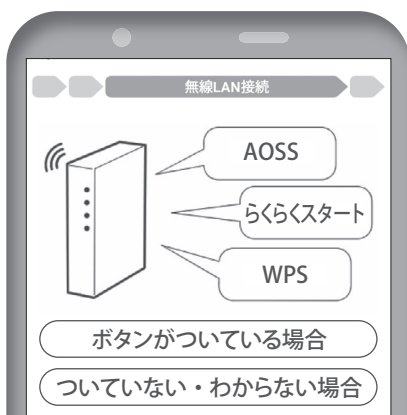 無線LAN接続
AOSS
らくらくスタート
WPS
ボタンがついている場合
ついていない・わからない場合